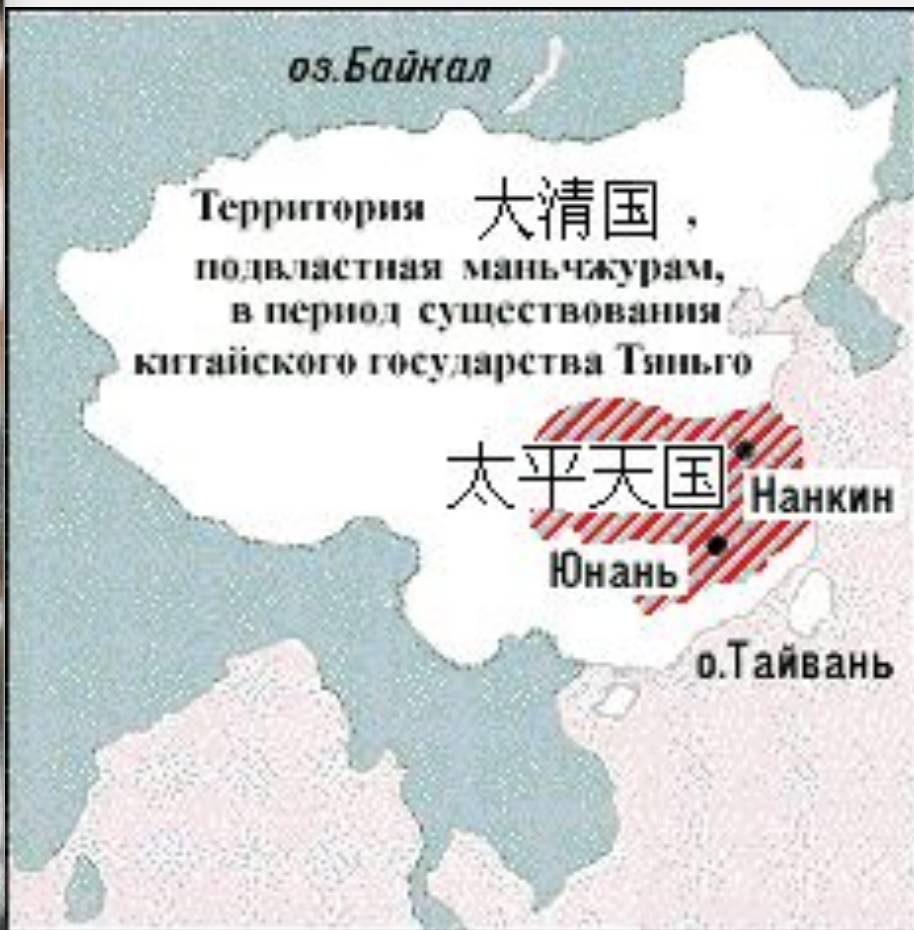 оз.Байкал
Территория 大清国 ,
подвластная маньчжурам,
в период существования
китайского государства Тяньго
太平天国
Нанкин
Юнань
о.Тайвань